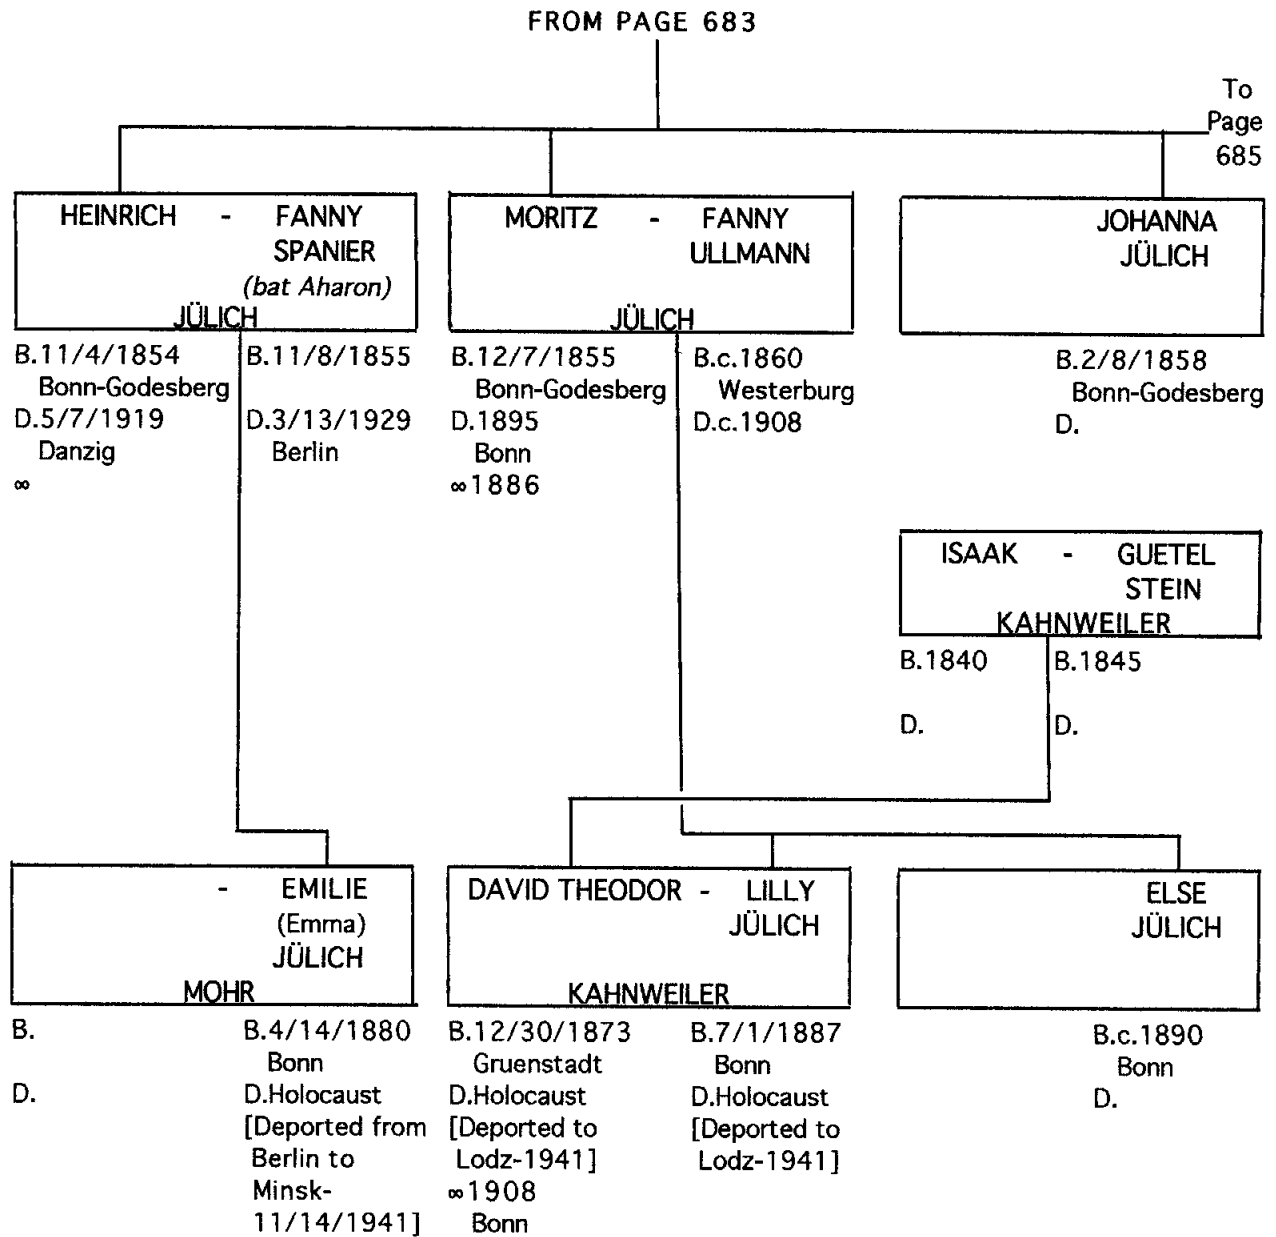 FROM PAGE 683
To
Page
685
HEINRICH - FANNY
SPANIER
(bat Aharon)
JÜLICH
B.11/4/1854 B.11/8/1855
Bonn-Godesberg
D.5/7/1919 D.3/13/1929
Danzig Berlin
∞
MORITZ - FANNY
ULLMANN
JÜLICH
B.12/7/1855 B.c.1860
Bonn-Godesberg Westerburg
D.1895 D.c.1908
Bonn
∞1886
JOHANNA
JÜLICH
B.2/8/1858
Bonn-Godesberg
D.
ISAAK - GUETEL
STEIN
KAHNWEILER
B.1840 B.1845
D. D.
- EMILIE
(Emma)
JÜLICH
MOHR
B. B.4/14/1880
Bonn
D. D.Holocaust
[Deported from
Berlin to
Minsk-
11/14/1941]
DAVID THEODOR - LILLY
JÜLICH
KAHNWEILER
B.12/30/1873 B.7/1/1887
Gruenstadt Bonn
D.Holocaust D.Holocaust
[Deported to [Deported to
Lodz-1941] Lodz-1941]
∞1908
Bonn
ELSE
JÜLICH
B.c.1890
Bonn
D.